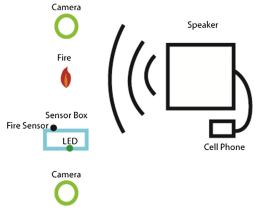 Camera
Speaker
Fire
Sensor Box
Fire Sensor
LED
Cell Phone
Camera